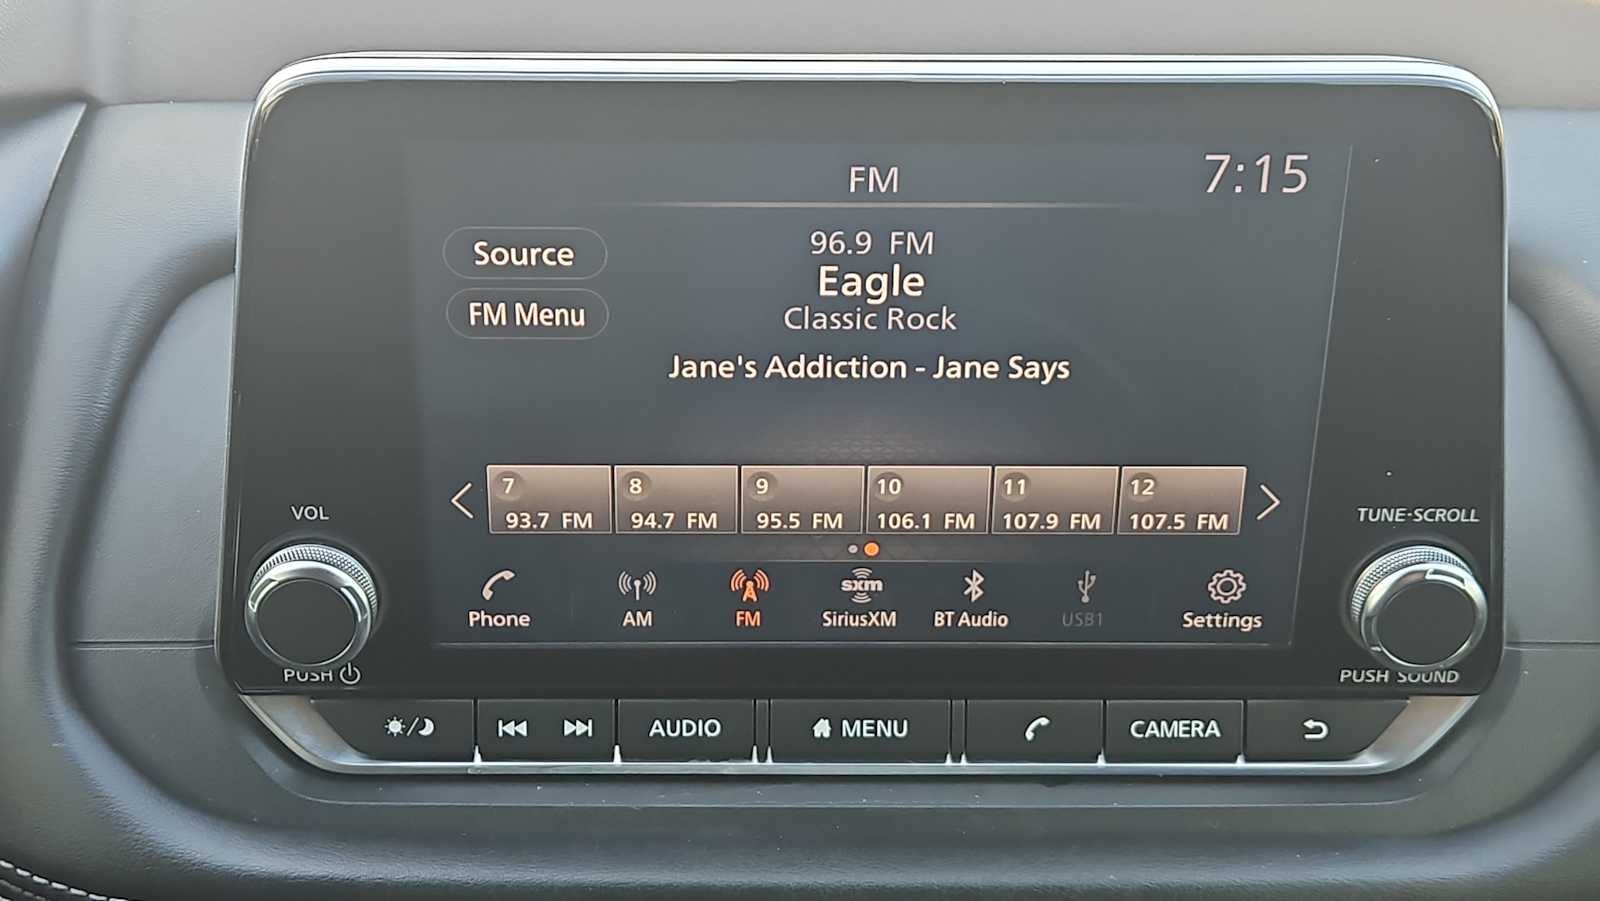 FM
7:15
Source
96.9 FM
Eagle
FM Menu
Classic Rock
Jane's Addiction - Jane Says
7
8
9
10
11
12
93.7 FM
94.7 FM
95.5 FM
106.1 FM
107.9 FM
107.5 FM
VOL
TUNE·SCROLL
sxm
Phone
AM
FM
SiriusXM
BT Audio
USB1
Settings
PUSH
PUSH SOUND
AUDIO
MENU
CAMERA